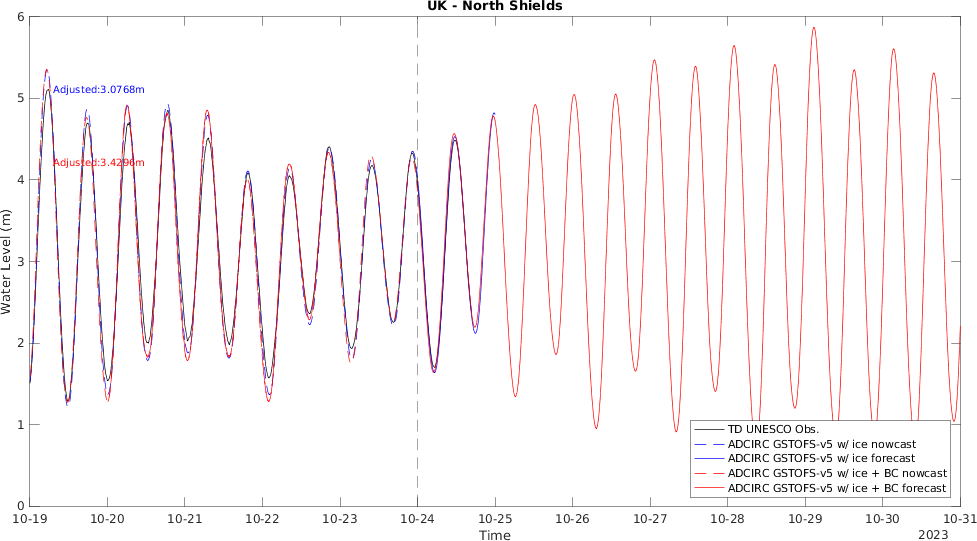 UK - North Shields
6
5
4
3
2
1
0
Water Level (m)
Adjusted:3.0768m
Adjusted:3.4296m
TD UNESCO Obs.
ADCIRC GSTOFS-v5 w/ ice nowcast
ADCIRC GSTOFS-v5 w/ ice forecast
ADCIRC GSTOFS-v5 w/ ice + BC nowcast
ADCIRC GSTOFS-v5 w/ ice + BC forecast
10-19 10-20 10-21 10-22 10-23 10-24 10-25 10-26 10-27 10-28 10-29 10-30 10-31
Time
2023